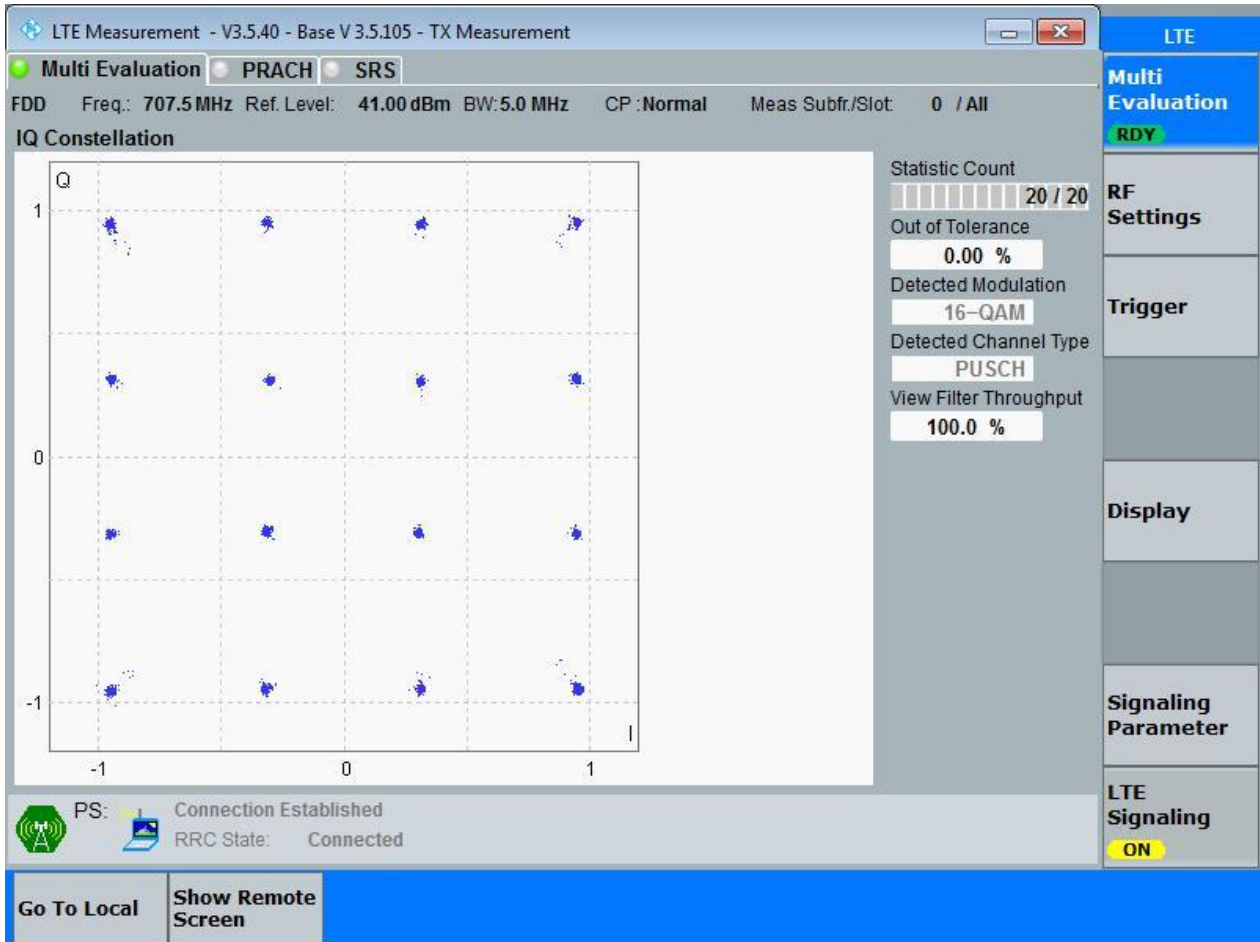 LTE Measurement - V3.5.40 - Base V 3.5.105 - TX Measurement
LTE
Multi Evaluation PRACH SRS
FDD Freq.: 707.5 MHz Ref. Level: 41.00 dBm BW: 5.0 MHz CP : Normal Meas Subfr./Slot: 0 / All
IQ Constellation
Q
1
0
-1
I
-1 0 1
Statistic Count
20 / 20
Out of Tolerance
0.00 %
Detected Modulation
16-QAM
Detected Channel Type
PUSCH
View Filter Throughput
100.0 %
Multi
Evaluation
RDY
RF
Settings
Trigger
Display
Signaling
Parameter
LTE
Signaling
ON
PS: Connection Established
RRC State: Connected
Go To Local
Show Remote
Screen